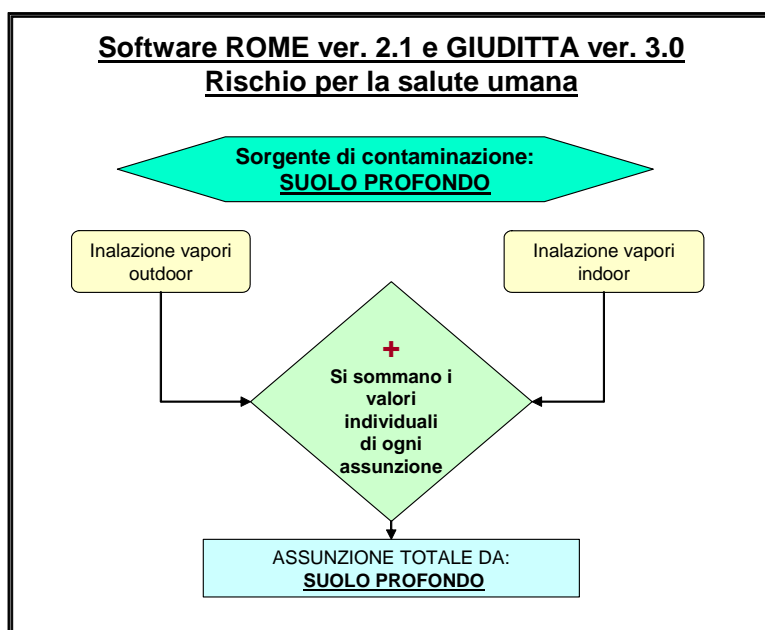 Software ROME ver. 2.1 e GIUDITTA ver. 3.0
Rischio per la salute umana
Sorgente di contaminazione:
SUOLO PROFONDO
Inalazione vapori
outdoor
Inalazione vapori
indoor
+
Si sommano i
valori
individuali
di ogni
assunzione
ASSUNZIONE TOTALE DA:
SUOLO PROFONDO